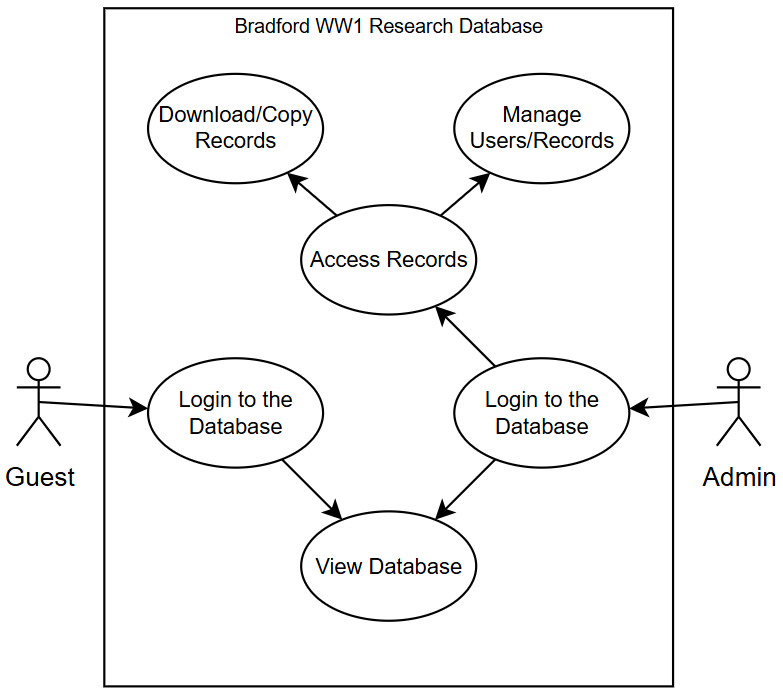 Bradford WW1 Research Database
Download/Copy
Records
Manage
Users/Records
Access Records
Login to the
Database
Login to the
Database
Guest
Admin
View Database